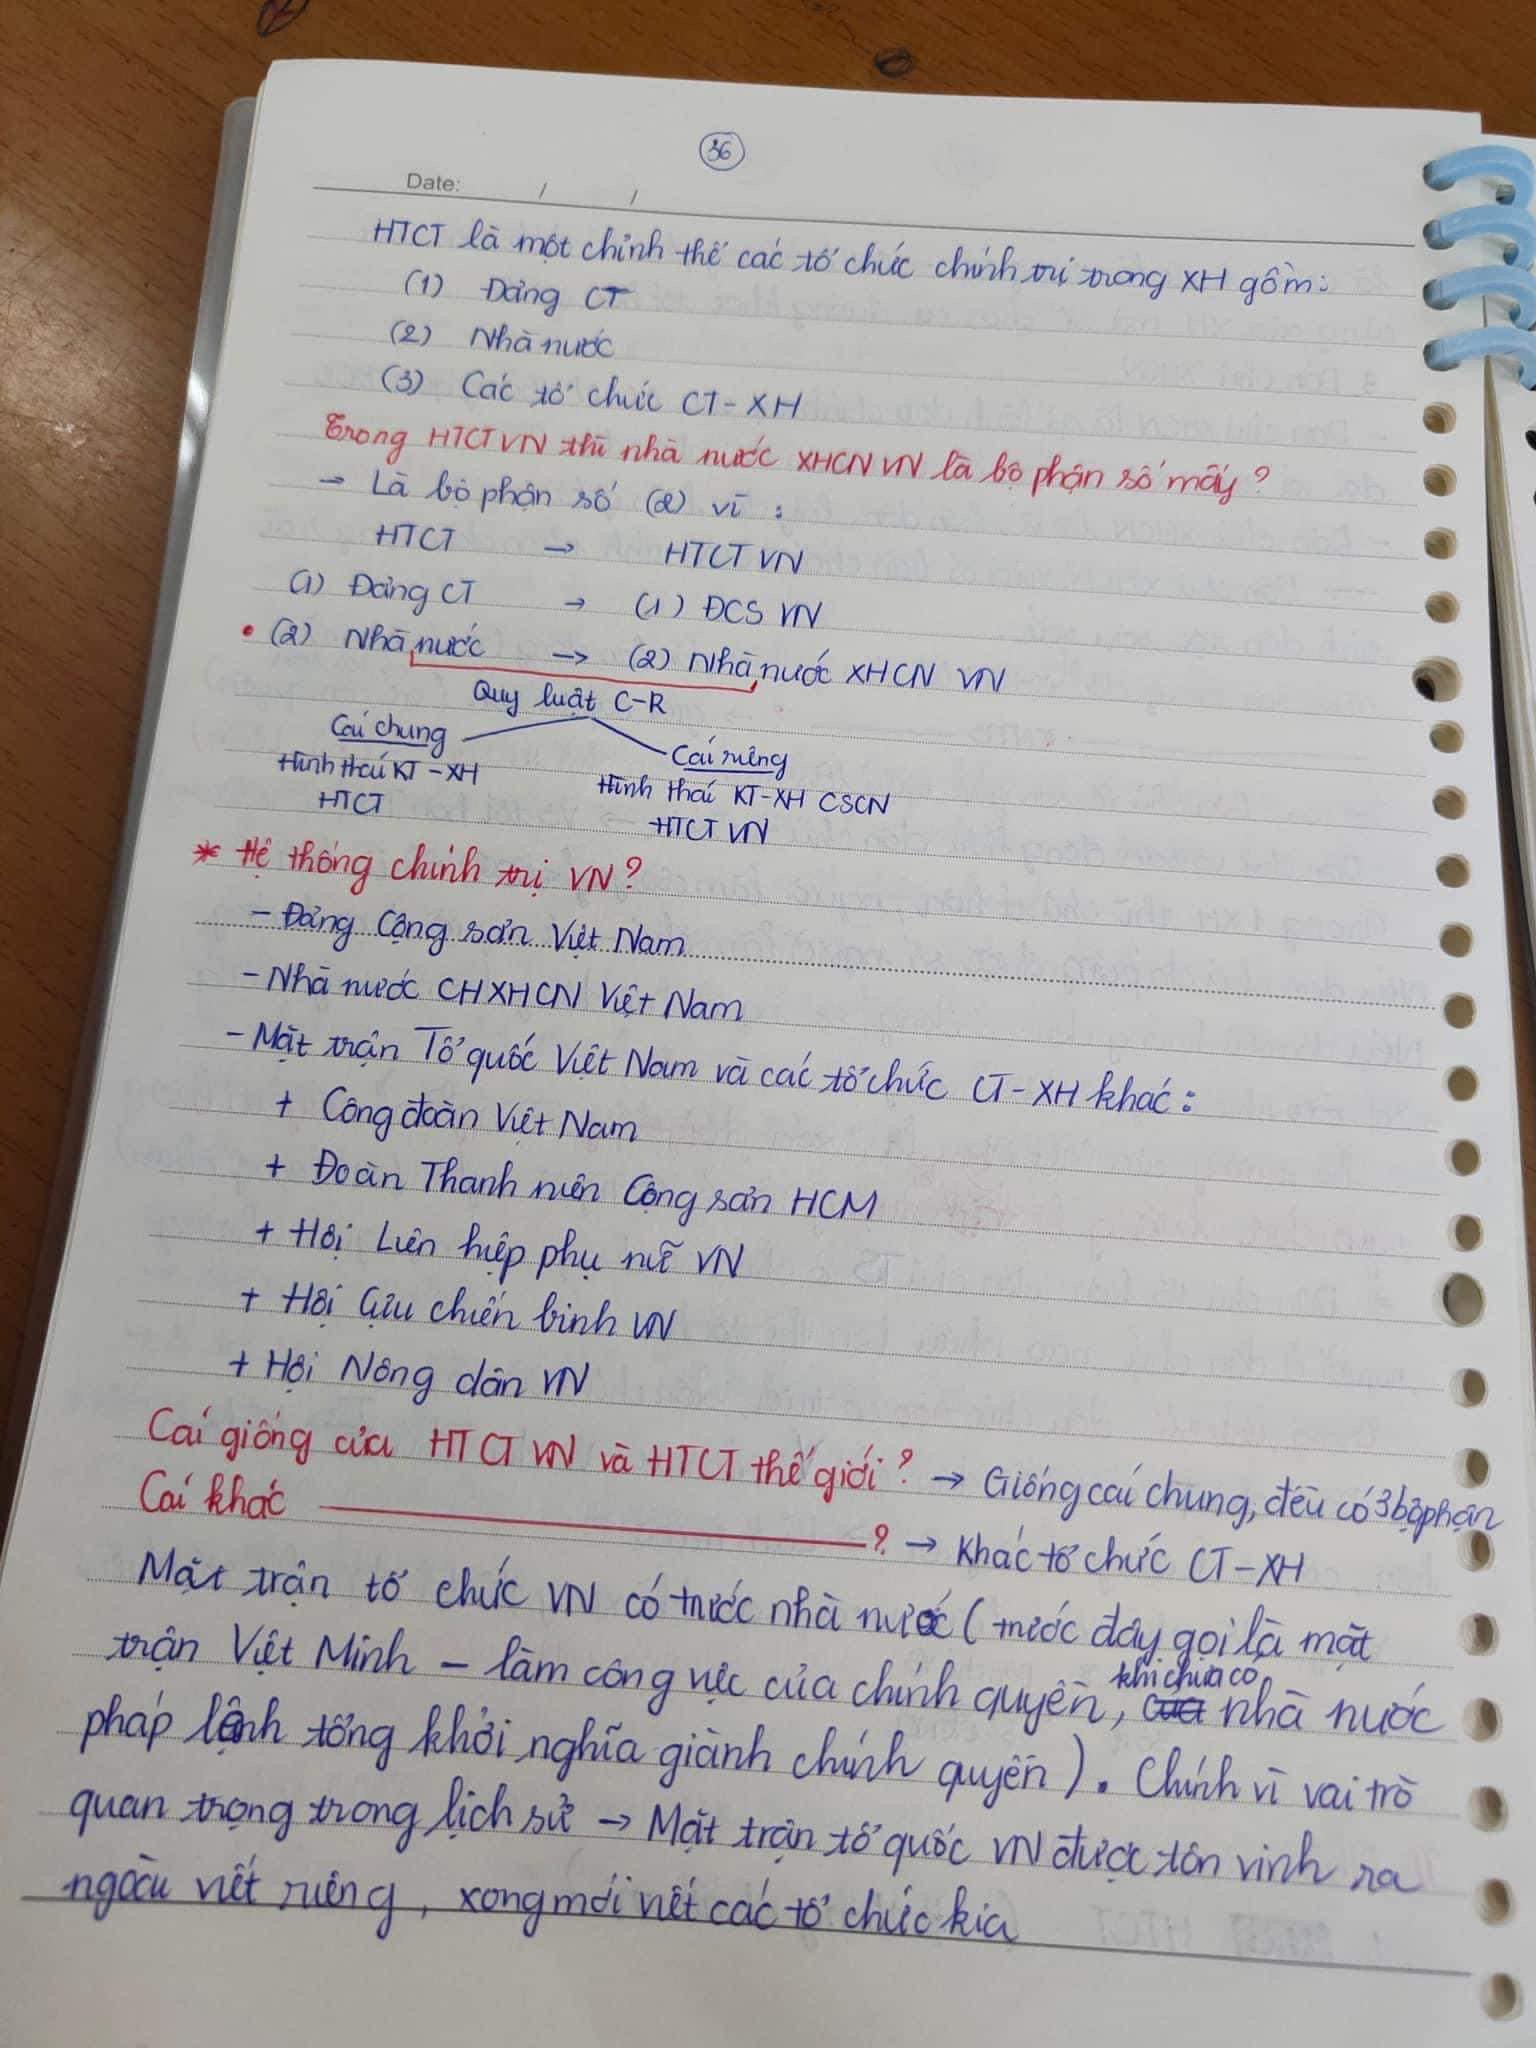 36
Date: / /
HTCT là một chỉnh thể các tổ chức chính trị trong XH gồm:
(1) Đảng CT
(2) Nhà nước
(3) Các tổ chức CT - XH
Trong HTCT VN thì nhà nước XHCN VN là bộ phận số mấy?
→ Là bộ phận số (2) vì:
HTCT → HTCT VN
(1) Đảng CT → (1) ĐCS VN
• (2) Nhà nước → (2) Nhà nước XHCN VN
Quy luật C-R
Cái chung Cái riêng
Hình thái KT - XH Hình thái KT-XH CSCN
HTCT HTCT VN
* Hệ thống chính trị VN?
- Đảng Cộng sản Việt Nam
- Nhà nước CHXHCN Việt Nam
- Mặt trận Tổ quốc Việt Nam và các tổ chức CT-XH khác:
+ Công đoàn Việt Nam
+ Đoàn Thanh niên Cộng sản HCM
+ Hội Liên hiệp phụ nữ VN
+ Hội Cựu chiến binh VN
+ Hội Nông dân VN
Cái giống của HTCT VN và HTCT thế giới? → Giống cái chung, đều có 3 bộ phận
Cái khác ? → Khác tổ chức CT-XH
Mặt trận tổ chức VN có trước nhà nước (trước đây gọi là mặt
trận Việt Minh - làm công việc của chính quyền, khi chưa có nhà nước
pháp lệnh tổng khởi nghĩa giành chính quyền). Chính vì vai trò
quan trọng trong lịch sử → Mặt trận tổ quốc VN được tôn vinh ra
ngoài viết riêng, xong mới viết các tổ chức kia